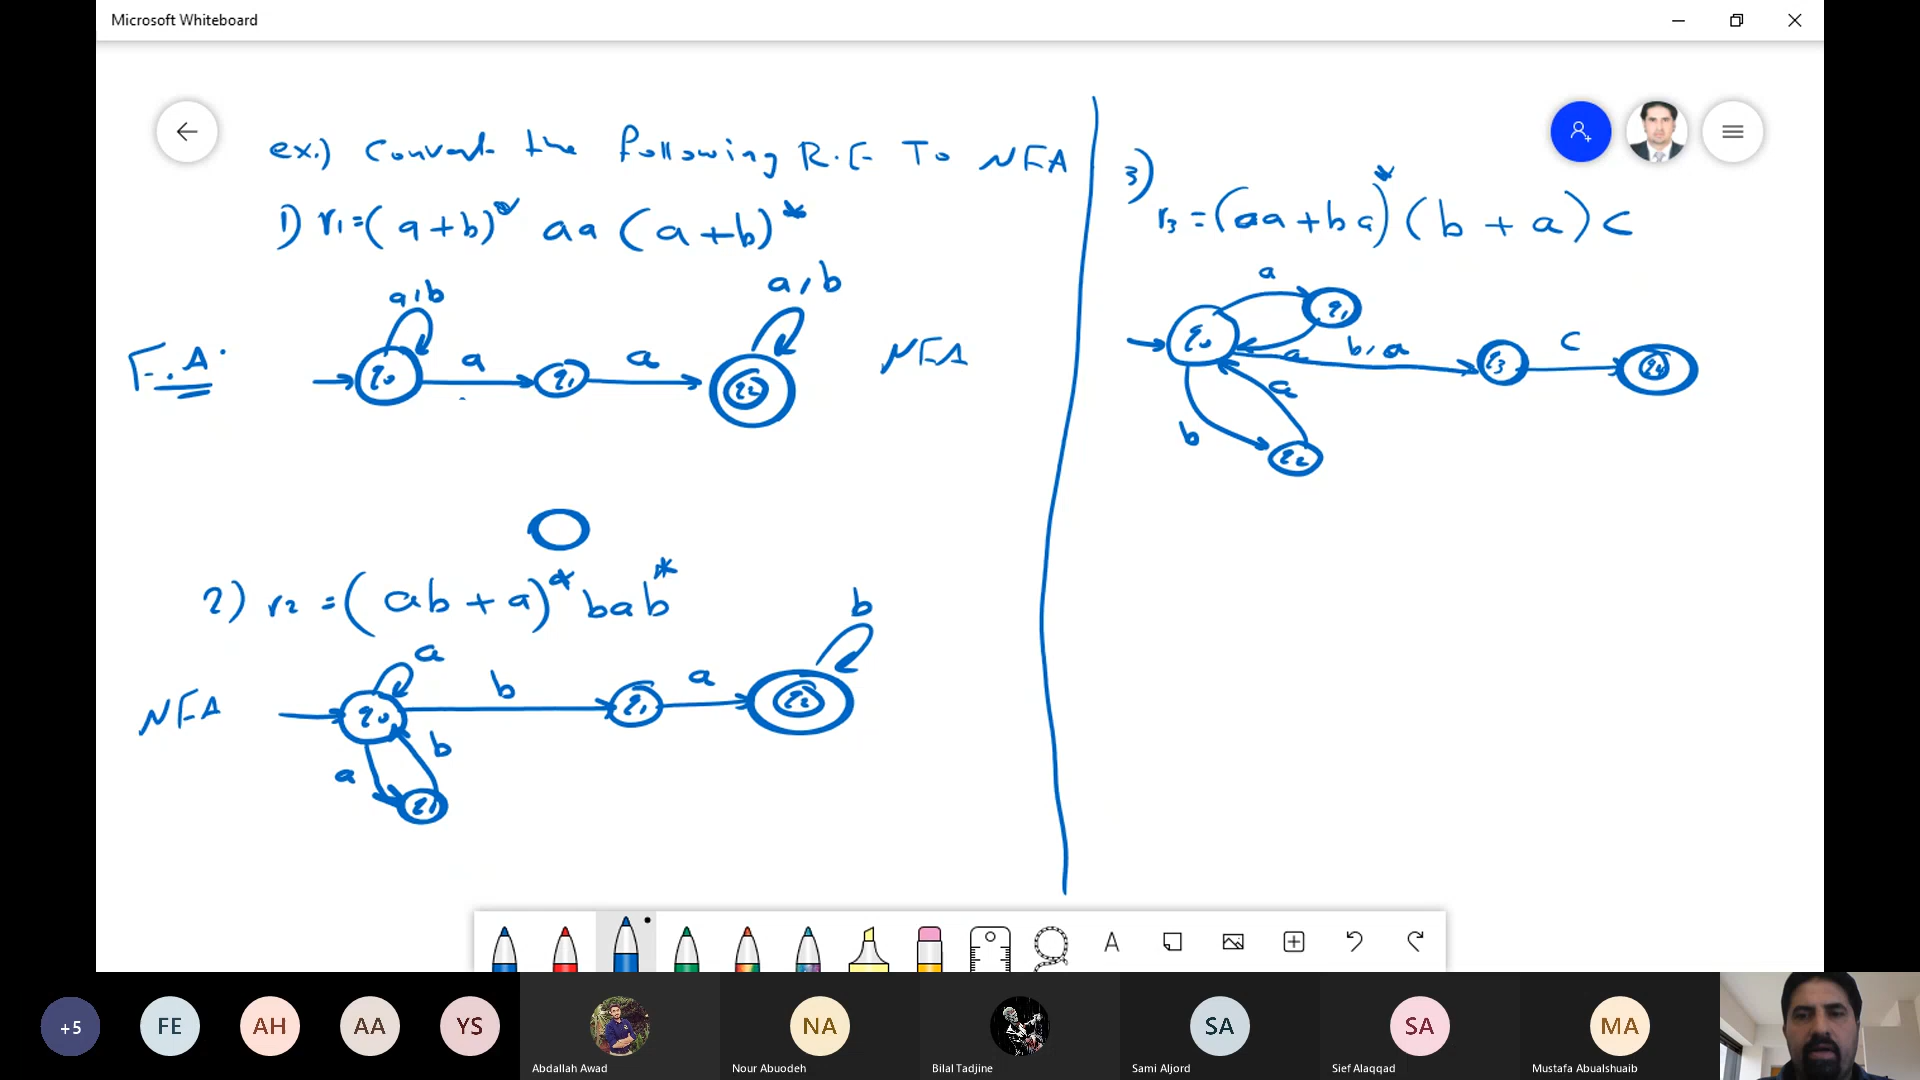 Microsoft Whiteboard
ex.) Convert the following R.E To NFA
1) r1=(a+b)* aa (a+b)*
a,b
a,b
F.A.
q0
a
q1
a
q2
NFA
2) r2 = (ab+a)* bab*
NFA
a
q0
b
q1
a
q2
b
a
b
q1
3)
r3 = (aa+ba)* (b+a)c
a
q0
q1
a
b,a
q3
c
q4
b
a
q2
A
+5
FE
AH
AA
YS
Abdallah Awad
NA
Nour Abuodeh
Bilal Tadjine
SA
Sami Aljord
SA
Sief Alaqqad
MA
Mustafa Abualshuaib